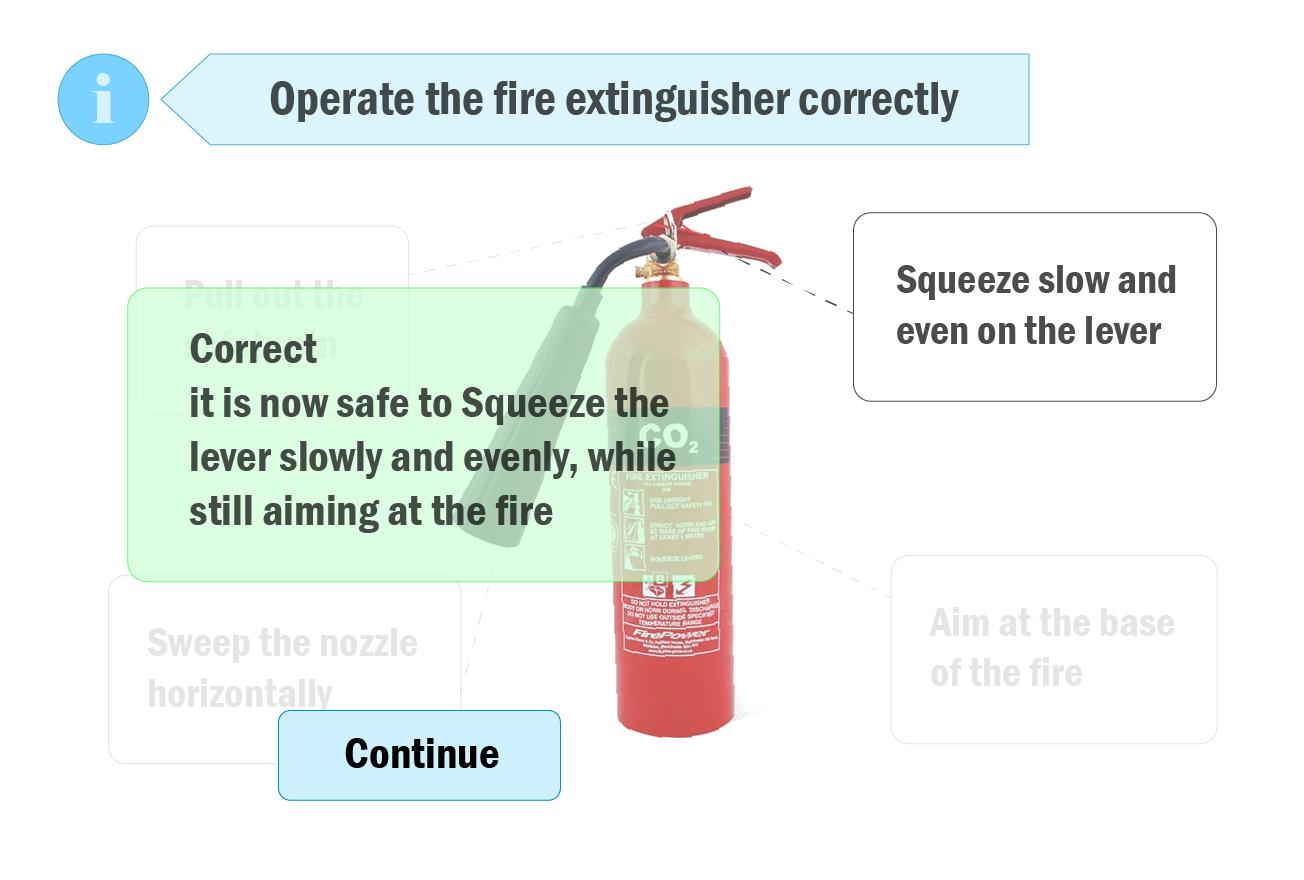 i
Operate the fire extinguisher correctly
Pull out the
Squeeze slow and
even on the lever
Correct
it is now safe to Squeeze the
lever slowly and evenly, while
still aiming at the fire
CO2
FIRE EXTINGUISHER
USE UPRIGHT
PULL OUT SAFETY PIN
DIRECT HORN AND AIM
AT BASE OF FIRE FROM
AT LEAST 1 METRE
SQUEEZE LEVERS
B
DO NOT HOLD EXTINGUISHER
BODY OR HORN DURING DISCHARGE
DO NOT USE OUTSIDE SPECIFIED
TEMPERATURE RANGE
FirePower
Sweep the nozzle
horizontally
Aim at the base
of the fire
Continue